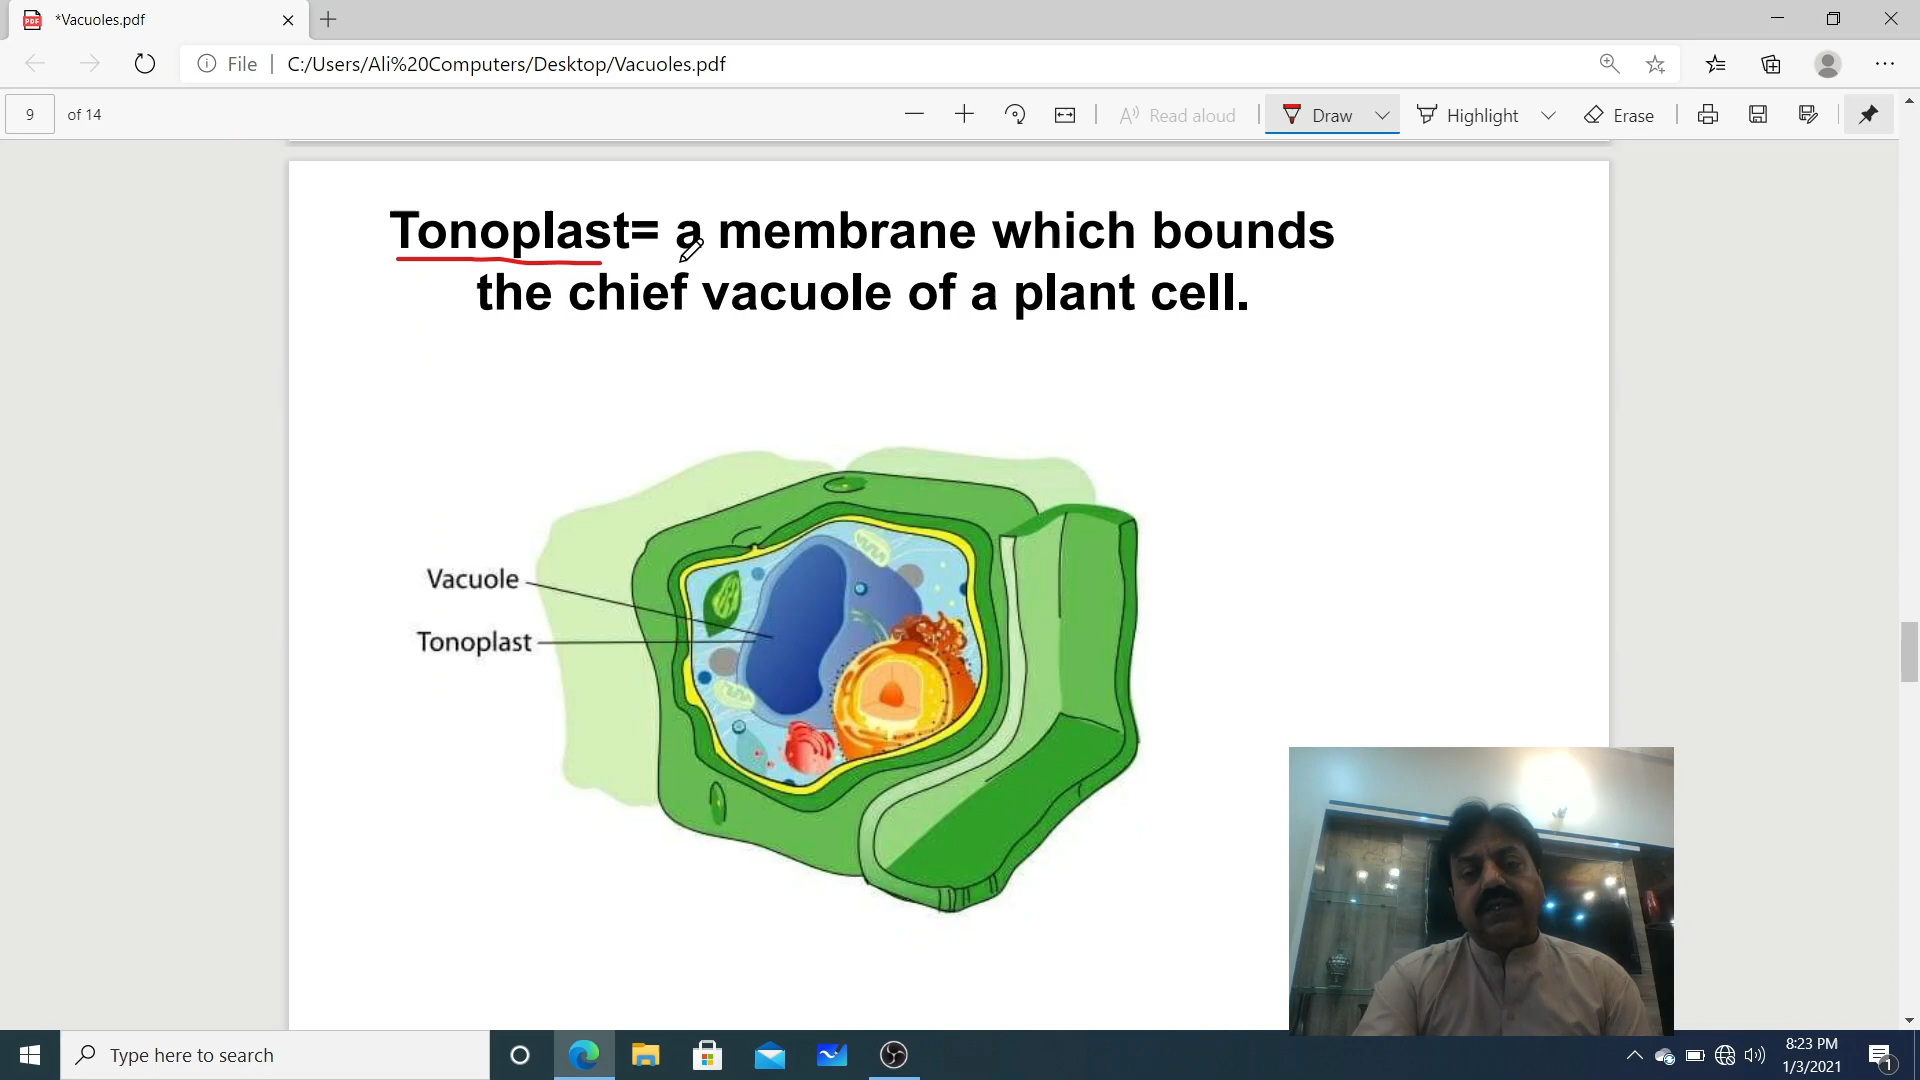 *Vacuoles.pdf
File
C:/Users/Ali%20Computers/Desktop/Vacuoles.pdf
9 of 14
Read aloud
Draw
Highlight
Erase
Tonoplast= a membrane which bounds
the chief vacuole of a plant cell.
Vacuole
Tonoplast
Type here to search
8:23 PM
1/3/2021
1